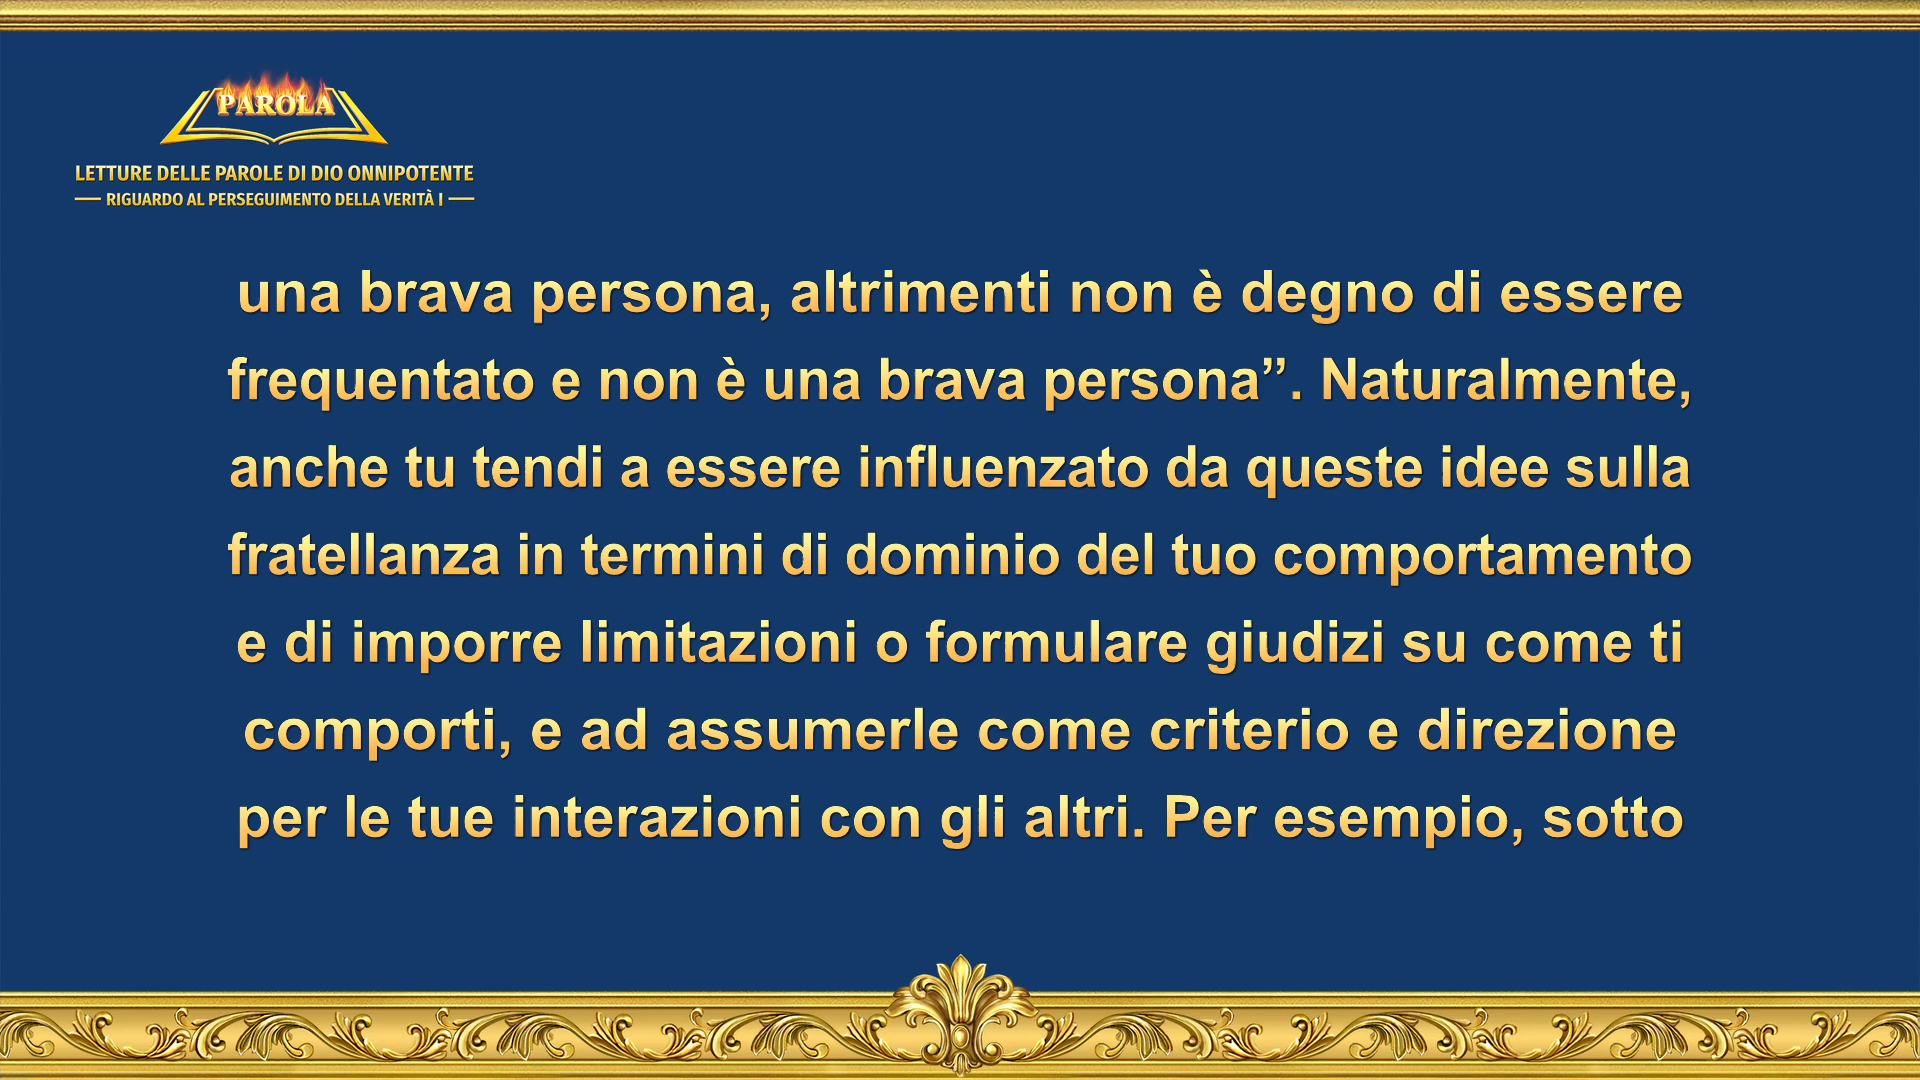 PAROLA
LETTURE DELLE PAROLE DI DIO ONNIPOTENTE
RIGUARDO AL PERSEGUIMENTO DELLA VERITÀ I
una brava persona, altrimenti non è degno di essere
frequentato e non è una brava persona”. Naturalmente,
anche tu tendi a essere influenzato da queste idee sulla
fratellanza in termini di dominio del tuo comportamento
e di imporre limitazioni o formulare giudizi su come ti
comporti, e ad assumerle come criterio e direzione
per le tue interazioni con gli altri. Per esempio, sotto